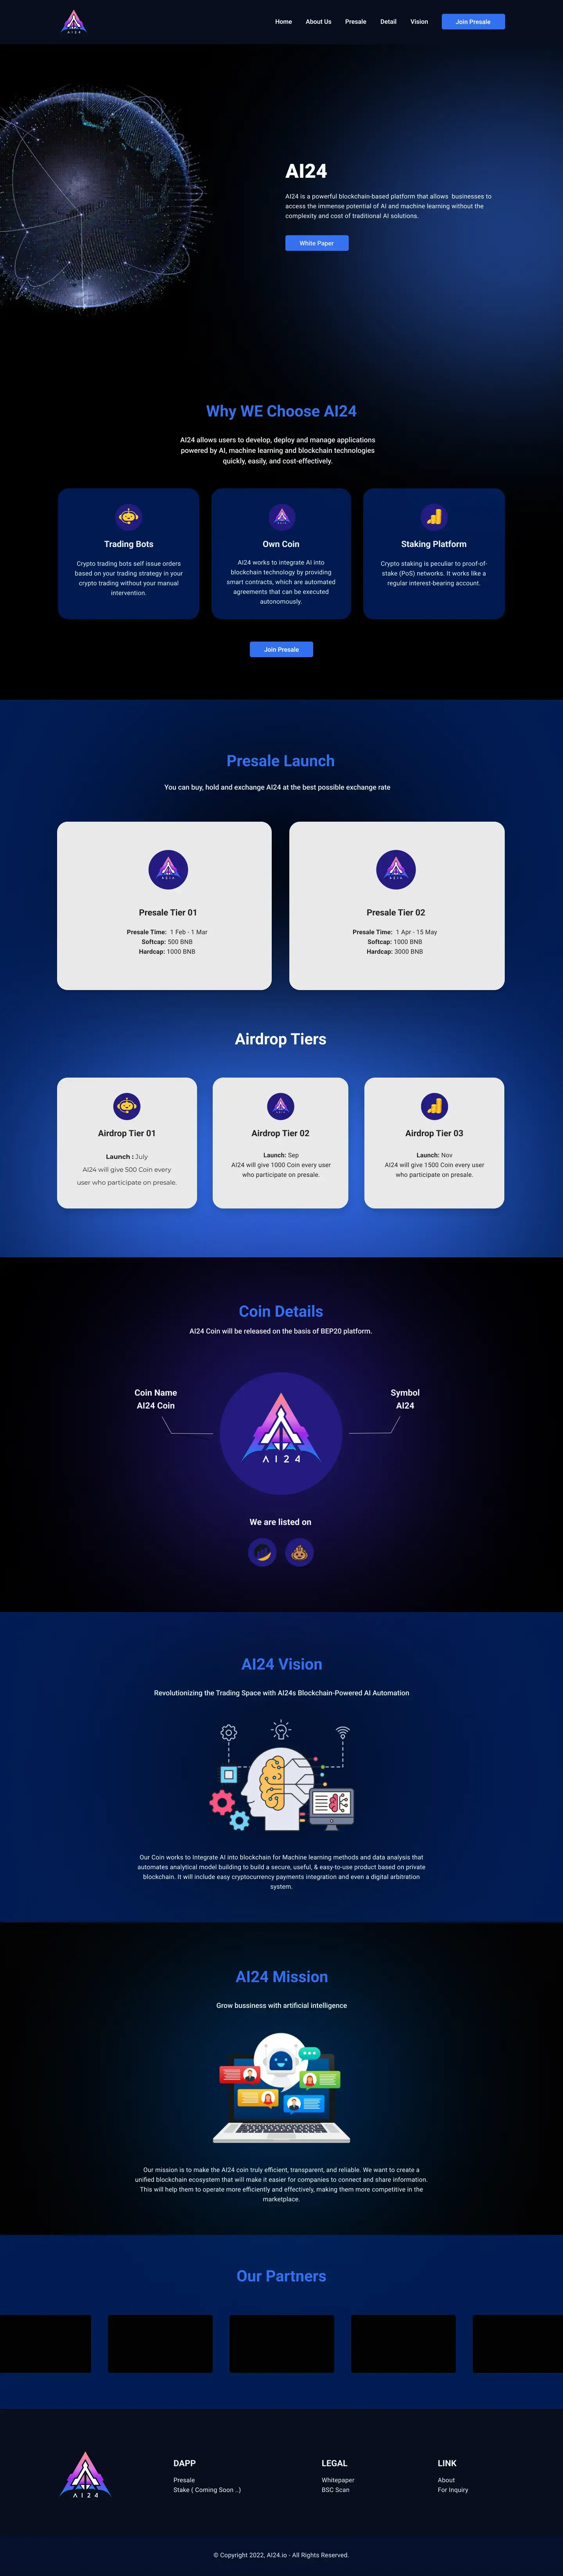 AI24
Home
About Us
Presale
Detail
Vision
Join Presale
AI24
AI24 is a powerful blockchain-based platform that allows businesses to
access the immense potential of AI and machine learning without the
complexity and cost of traditional AI solutions.
White Paper
Why WE Choose AI24
AI24 allows users to develop, deploy and manage applications
powered by AI, machine learning and blockchain technologies
quickly, easily, and cost-effectively.
Trading Bots
Crypto trading bots self issue orders
based on your trading strategy in your
crypto trading without your manual
intervention.
Own Coin
AI24 works to integrate AI into
blockchain technology by providing
smart contracts, which are automated
agreements that can be executed
autonomously.
Staking Platform
Crypto staking is peculiar to proof-of-
stake (PoS) networks. It works like a
regular interest-bearing account.
Join Presale
Presale Launch
You can buy, hold and exchange AI24 at the best possible exchange rate
AI24
Presale Tier 01
Presale Time: 1 Feb - 1 Mar
Softcap: 500 BNB
Hardcap: 1000 BNB
AI24
Presale Tier 02
Presale Time: 1 Apr - 15 May
Softcap: 1000 BNB
Hardcap: 3000 BNB
Airdrop Tiers
Airdrop Tier 01
Launch : July
AI24 will give 500 Coin every
user who participate on presale.
Airdrop Tier 02
Launch: Sep
AI24 will give 1000 Coin every user
who participate on presale.
Airdrop Tier 03
Launch: Nov
AI24 will give 1500 Coin every user
who participate on presale.
Coin Details
AI24 Coin will be released on the basis of BEP20 platform.
Coin Name
AI24 Coin
AI24
Symbol
AI24
We are listed on
AI24 Vision
Revolutionizing the Trading Space with AI24s Blockchain-Powered AI Automation
Our Coin works to Integrate AI into blockchain for Machine learning methods and data analysis that
automates analytical model building to build a secure, useful, & easy-to-use product based on private
blockchain. It will include easy cryptocurrency payments integration and even a digital arbitration
system.
AI24 Mission
Grow bussiness with artificial intelligence
Our mission is to make the AI24 coin truly efficient, transparent, and reliable. We want to create a
unified blockchain ecosystem that will make it easier for companies to connect and share information.
This will help them to operate more efficiently and effectively, making them more competitive in the
marketplace.
Our Partners
AI24
DAPP
Presale
Stake ( Coming Soon ..)
LEGAL
Whitepaper
BSC Scan
LINK
About
For Inquiry
© Copyright 2022, AI24.io - All Rights Reserved.